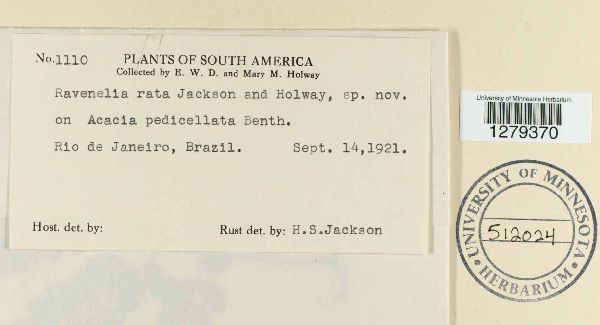 No. 1110 PLANTS OF SOUTH AMERICA
Collected by E. W. D. and Mary M. Holway
Ravenelia rata Jackson and Holway, sp. nov.
on Acacia pedicellata Benth.
Rio de Janeiro, Brazil. Sept. 14,1921.
Host. det. by: Rust det. by: H.S.Jackson
University of Minnesota Herbarium
1279370
UNIVERSITY OF MINNESOTA
512024
HERBARIUM